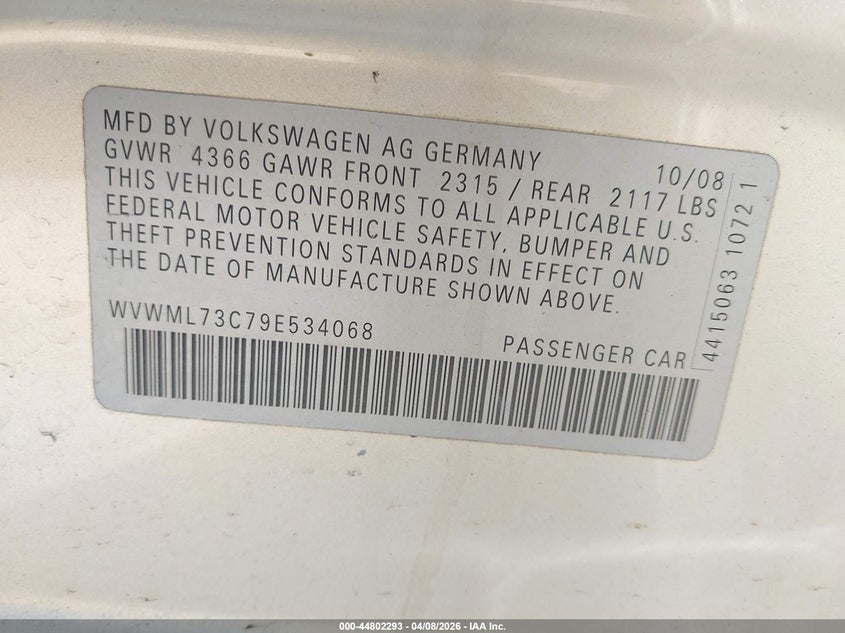 MFD BY VOLKSWAGEN AG GERMANY 10/08
GVWR 4366 GAWR FRONT 2315 / REAR 2117 LBS
THIS VEHICLE CONFORMS TO ALL APPLICABLE U.S.
FEDERAL MOTOR VEHICLE SAFETY, BUMPER AND
THEFT PREVENTION STANDARDS IN EFFECT ON
THE DATE OF MANUFACTURE SHOWN ABOVE.
WVWML73C79E534068
PASSENGER CAR
4415063 1072 1
000-44802293 - 04/08/2026 - IAA Inc.